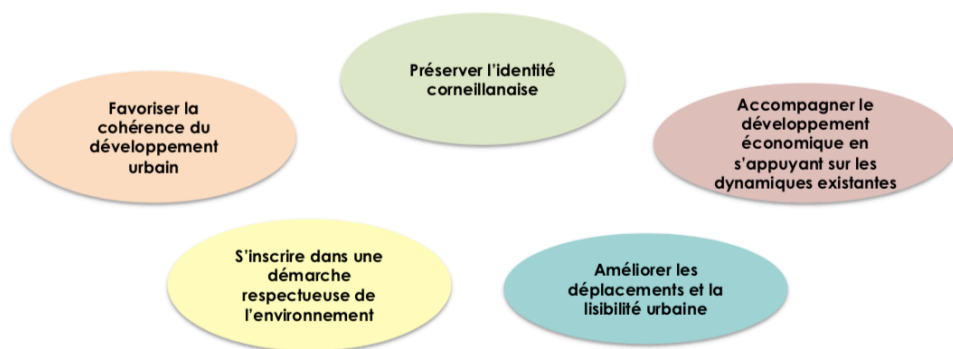 Préserver l'identité
corneillanaise
Favoriser la
cohérence du
développement
urbain
Accompagner le
développement
économique en
s'appuyant sur les
dynamiques existantes
S'inscrire dans une
démarche
respectueuse de
l'environnement
Améliorer les
déplacements et la
lisibilité urbaine